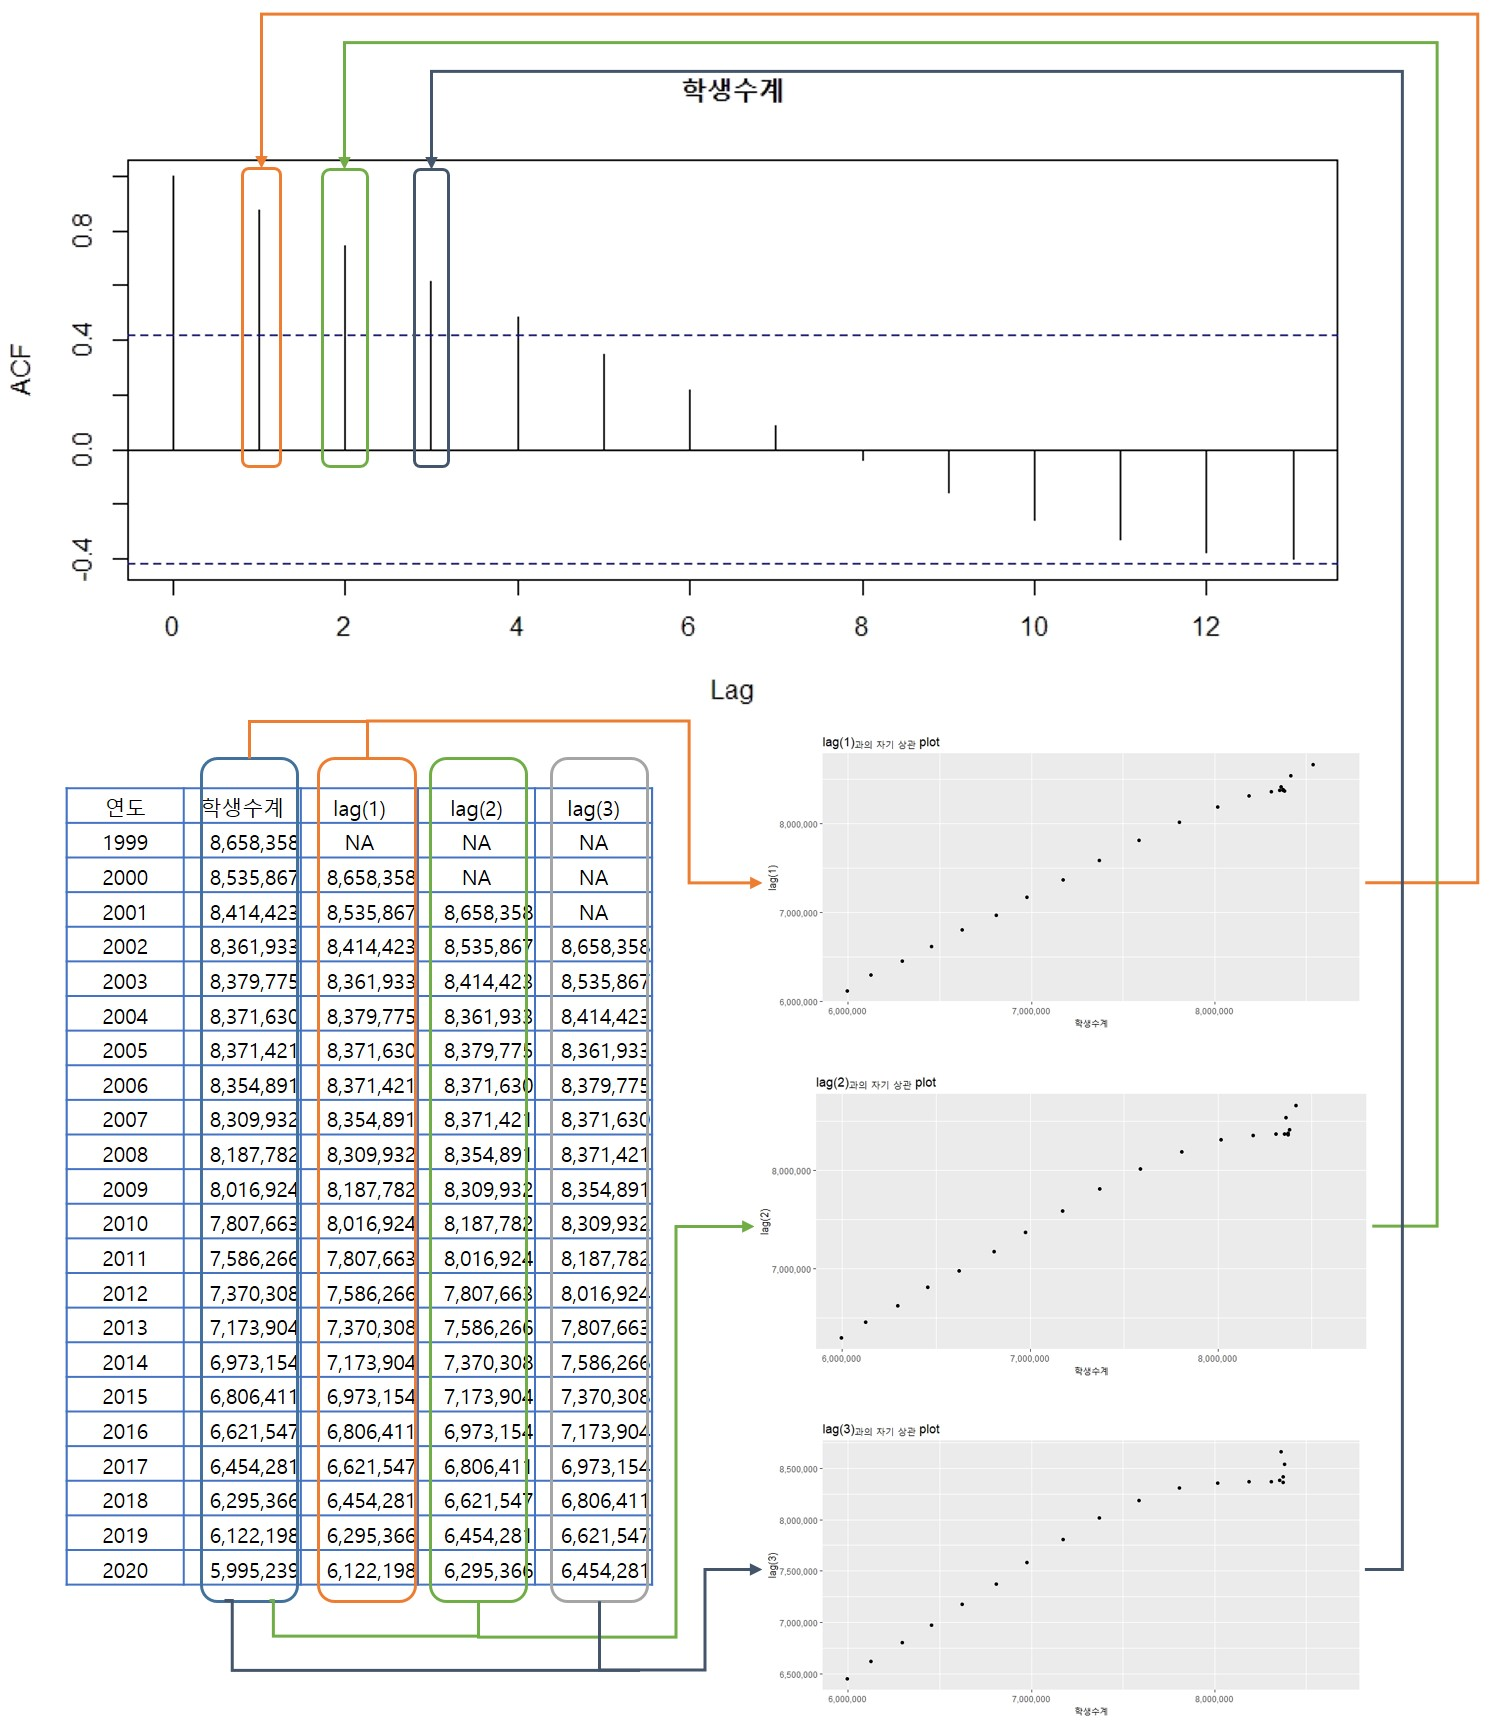 학생수계
ACF
0.8
0.4
0.0
-0.4
0 2 4 6 8 10 12
Lag
연도 학생수계 lag(1) lag(2) lag(3)
1999 8,658,358 NA NA NA
2000 8,535,867 8,658,358 NA NA
2001 8,414,423 8,535,867 8,658,358 NA
2002 8,361,933 8,414,423 8,535,867 8,658,358
2003 8,379,775 8,361,933 8,414,423 8,535,867
2004 8,371,630 8,379,775 8,361,933 8,414,423
2005 8,371,421 8,371,630 8,379,775 8,361,933
2006 8,354,891 8,371,421 8,371,630 8,379,775
2007 8,309,932 8,354,891 8,371,421 8,371,630
2008 8,187,782 8,309,932 8,354,891 8,371,421
2009 8,016,924 8,187,782 8,309,932 8,354,891
2010 7,807,663 8,016,924 8,187,782 8,309,932
2011 7,586,266 7,807,663 8,016,924 8,187,782
2012 7,370,308 7,586,266 7,807,663 8,016,924
2013 7,173,904 7,370,308 7,586,266 7,807,663
2014 6,973,154 7,173,904 7,370,308 7,586,266
2015 6,806,411 6,973,154 7,173,904 7,370,308
2016 6,621,547 6,806,411 6,973,154 7,173,904
2017 6,454,281 6,621,547 6,806,411 6,973,154
2018 6,295,366 6,454,281 6,621,547 6,806,411
2019 6,122,198 6,295,366 6,454,281 6,621,547
2020 5,995,239 6,122,198 6,295,366 6,454,281
lag(1)과의 자기 상관 plot
lag(1)
8,000,000
7,000,000
6,000,000
6,000,000 7,000,000 8,000,000
학생수계
lag(2)과의 자기 상관 plot
lag(2)
8,000,000
7,000,000
6,000,000 7,000,000 8,000,000
학생수계
lag(3)과의 자기 상관 plot
lag(3)
8,500,000
8,000,000
7,500,000
7,000,000
6,500,000
6,000,000 7,000,000 8,000,000
학생수계